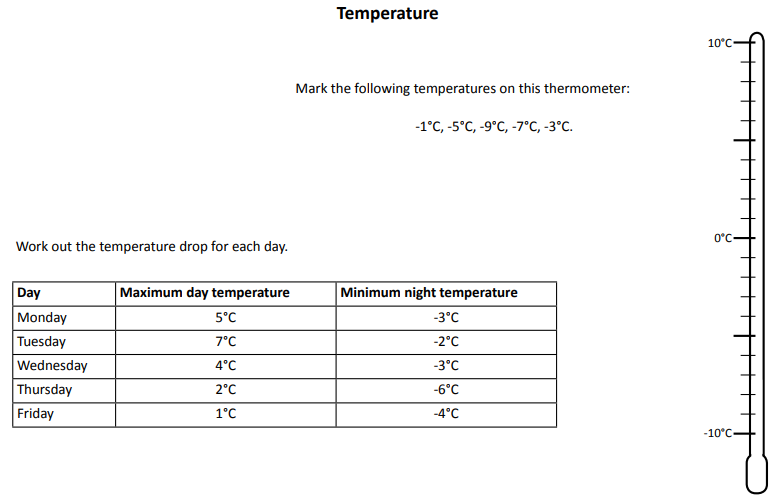 Temperature
10°C
Mark the following temperatures on this thermometer:
-1°C, -5°C, -9°C, -7°C, -3°C.
0°C
Work out the temperature drop for each day.
Day Maximum day temperature Minimum night temperature
Monday 5°C -3°C
Tuesday 7°C -2°C
Wednesday 4°C -3°C
Thursday 2°C -6°C
Friday 1°C -4°C
-10°C